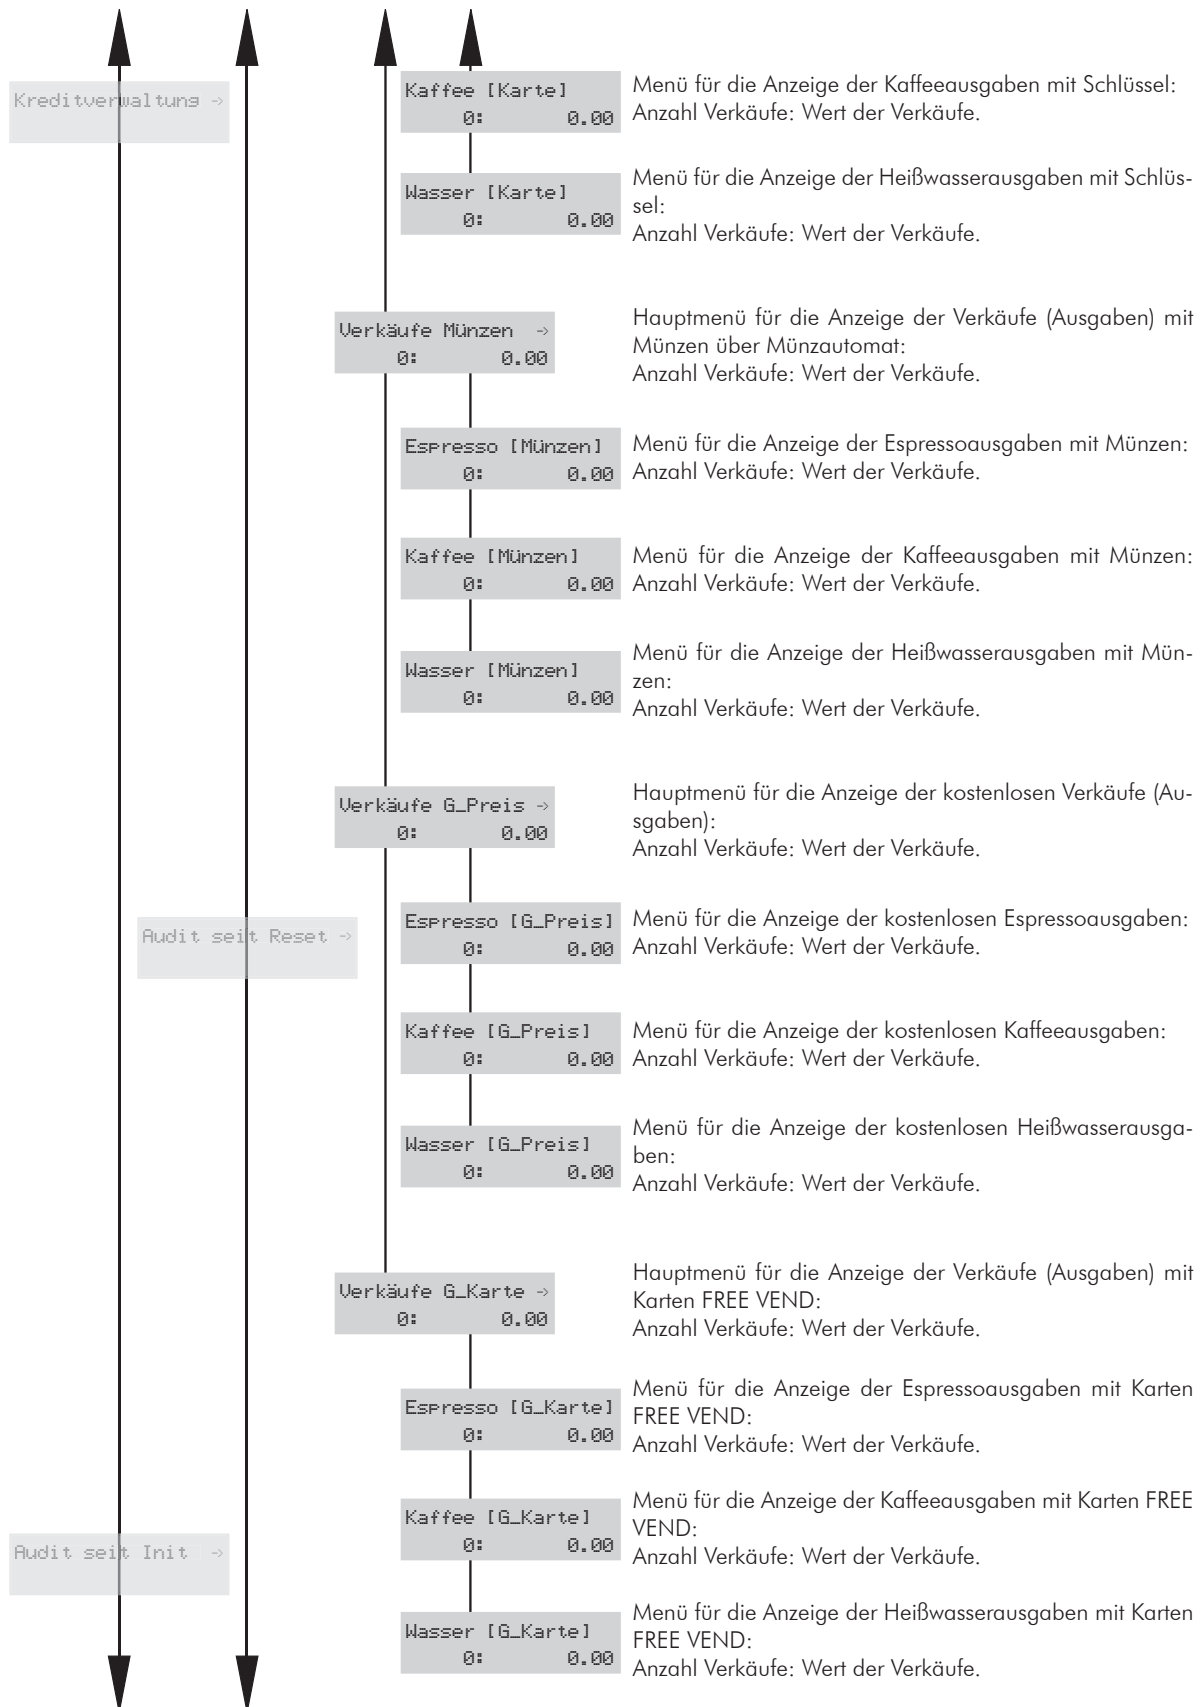 Kreditverwaltung ->
Kaffee [Karte]
0: 0.00
Menü für die Anzeige der Kaffeeausgaben mit Schlüssel:
Anzahl Verkäufe: Wert der Verkäufe.
Wasser [Karte]
0: 0.00
Menü für die Anzeige der Heißwasserausgaben mit Schlüs-
sel:
Anzahl Verkäufe: Wert der Verkäufe.
Verkäufe Münzen ->
0: 0.00
Hauptmenü für die Anzeige der Verkäufe (Ausgaben) mit
Münzen über Münzautomat:
Anzahl Verkäufe: Wert der Verkäufe.
Espresso [Münzen]
0: 0.00
Menü für die Anzeige der Espressoausgaben mit Münzen:
Anzahl Verkäufe: Wert der Verkäufe.
Kaffee [Münzen]
0: 0.00
Menü für die Anzeige der Kaffeeausgaben mit Münzen:
Anzahl Verkäufe: Wert der Verkäufe.
Wasser [Münzen]
0: 0.00
Menü für die Anzeige der Heißwasserausgaben mit Mün-
zen:
Anzahl Verkäufe: Wert der Verkäufe.
Verkäufe G_Preis ->
0: 0.00
Hauptmenü für die Anzeige der kostenlosen Verkäufe (Au-
sgaben):
Anzahl Verkäufe: Wert der Verkäufe.
Audit seit Reset ->
Espresso [G_Preis]
0: 0.00
Menü für die Anzeige der kostenlosen Espressoausgaben:
Anzahl Verkäufe: Wert der Verkäufe.
Kaffee [G_Preis]
0: 0.00
Menü für die Anzeige der kostenlosen Kaffeeausgaben:
Anzahl Verkäufe: Wert der Verkäufe.
Wasser [G_Preis]
0: 0.00
Menü für die Anzeige der kostenlosen Heißwasserausga-
ben:
Anzahl Verkäufe: Wert der Verkäufe.
Verkäufe G_Karte ->
0: 0.00
Hauptmenü für die Anzeige der Verkäufe (Ausgaben) mit
Karten FREE VEND:
Anzahl Verkäufe: Wert der Verkäufe.
Espresso [G_Karte]
0: 0.00
Menü für die Anzeige der Espressoausgaben mit Karten
FREE VEND:
Anzahl Verkäufe: Wert der Verkäufe.
Kaffee [G_Karte]
0: 0.00
Menü für die Anzeige der Kaffeeausgaben mit Karten FREE
VEND:
Anzahl Verkäufe: Wert der Verkäufe.
Audit seit Init ->
Wasser [G_Karte]
0: 0.00
Menü für die Anzeige der Heißwasserausgaben mit Karten
FREE VEND:
Anzahl Verkäufe: Wert der Verkäufe.